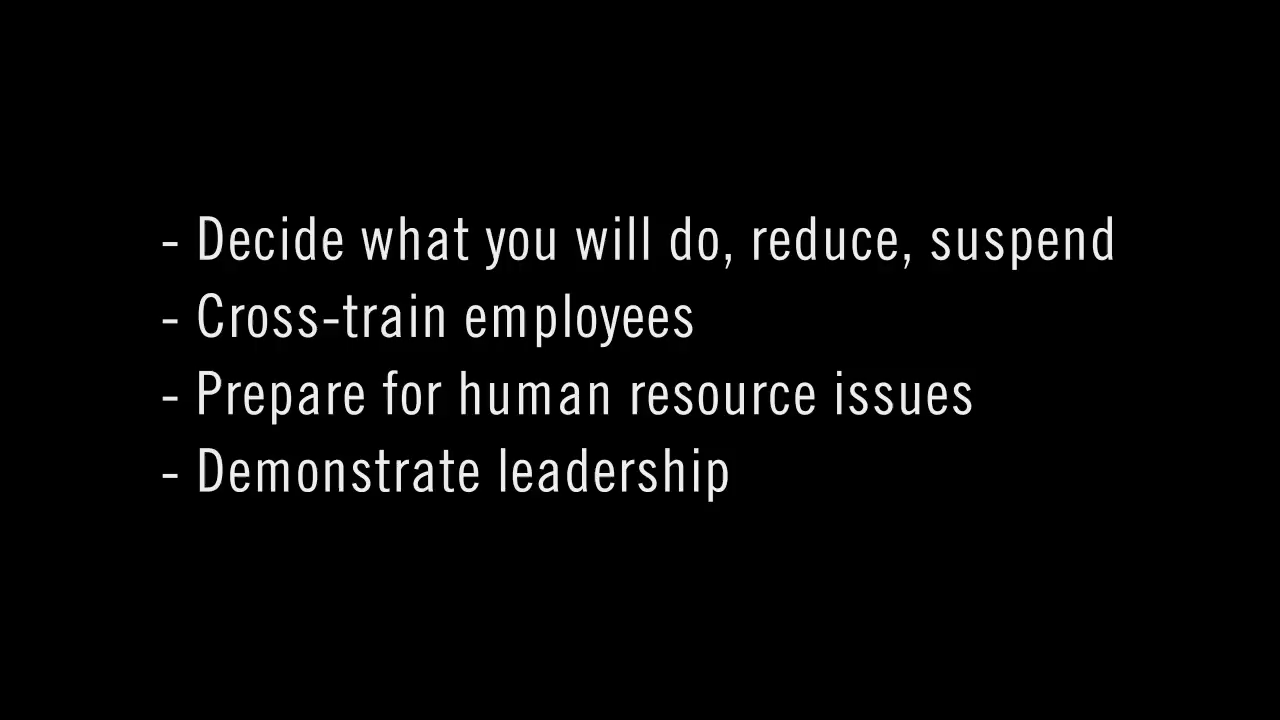 - Decide what you will do, reduce, suspend
- Cross-train employees
- Prepare for human resource issues
- Demonstrate leadership